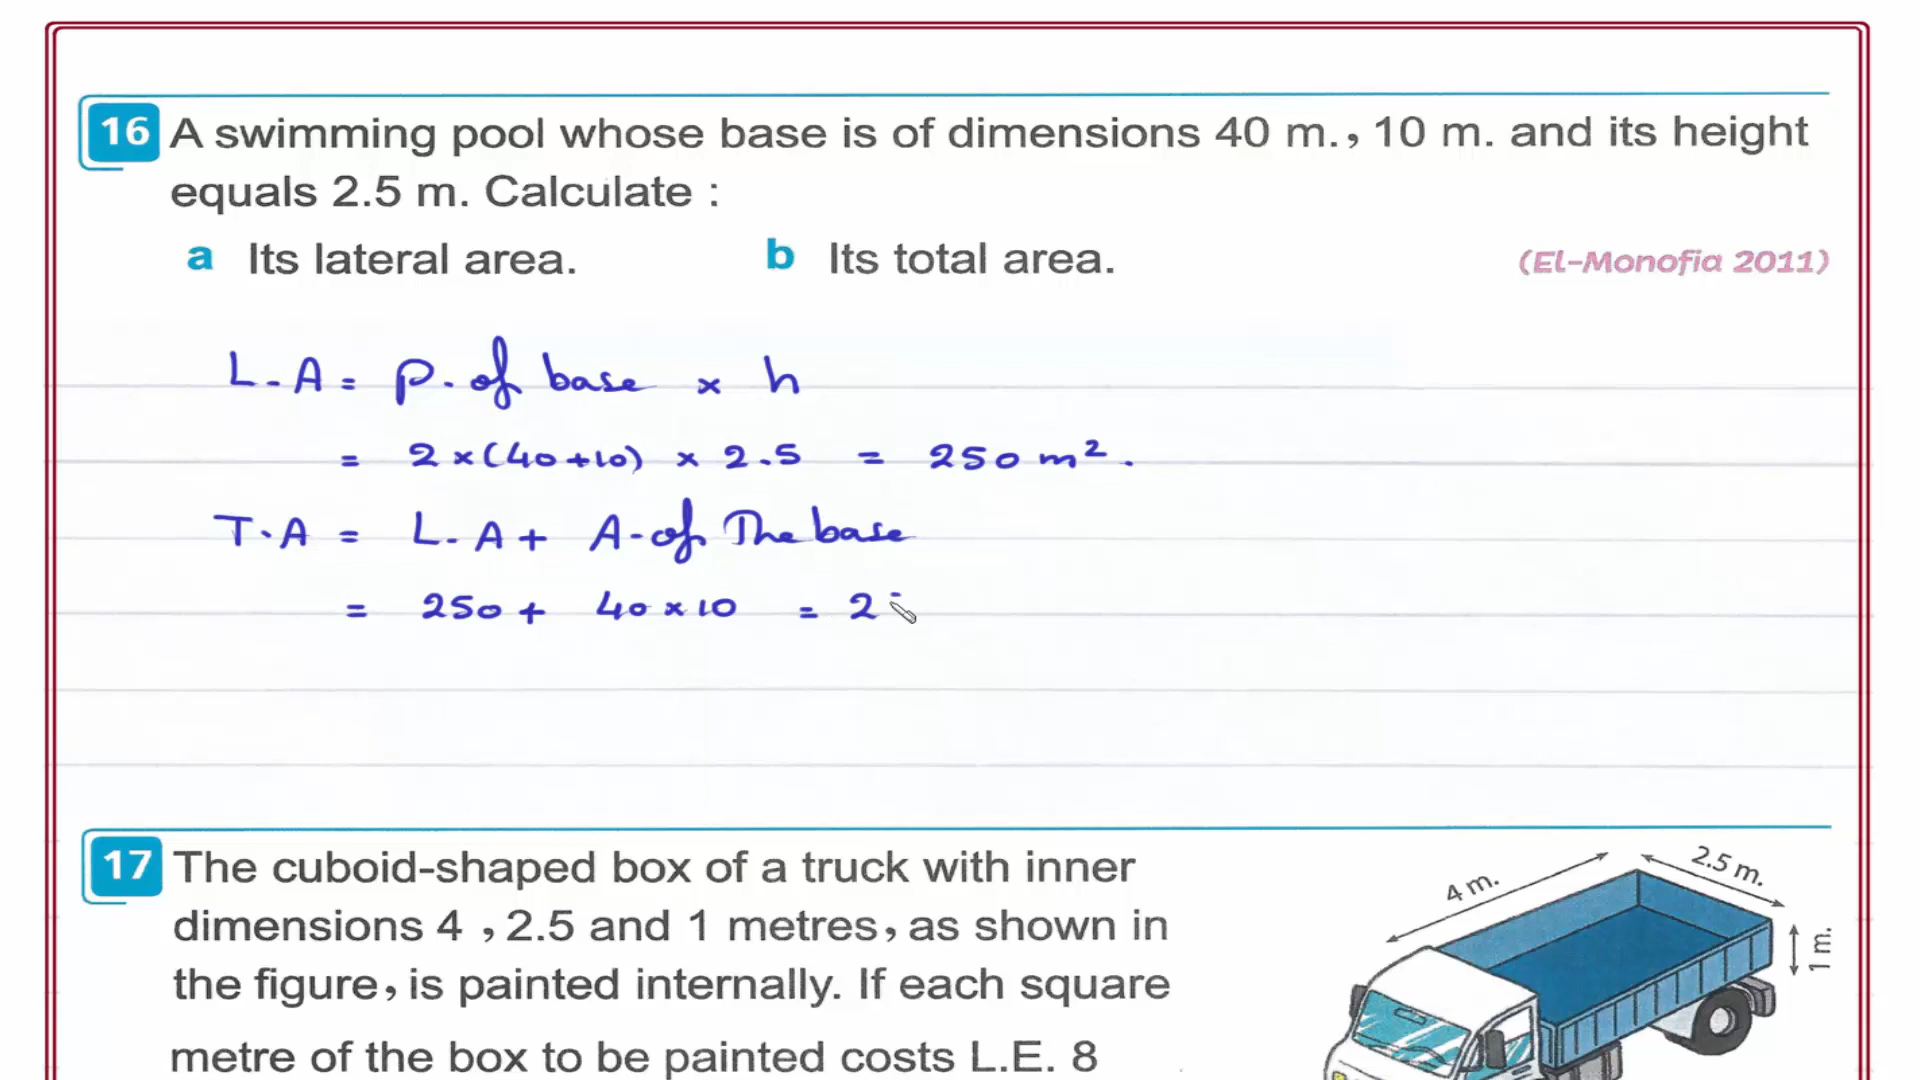 16 A swimming pool whose base is of dimensions 40 m., 10 m. and its height
equals 2.5 m. Calculate :
a Its lateral area. b Its total area. (El-Monofia 2011)
L.A = P. of base × h
= 2 × (40+10) × 2.5 = 250 m².
T.A = L.A + A. of The base
= 250 + 40 × 10 = 2
17 The cuboid-shaped box of a truck with inner
dimensions 4 , 2.5 and 1 metres, as shown in
the figure, is painted internally. If each square
metre of the box to be painted costs L.E. 8
4 m.
2.5 m.
1 m.